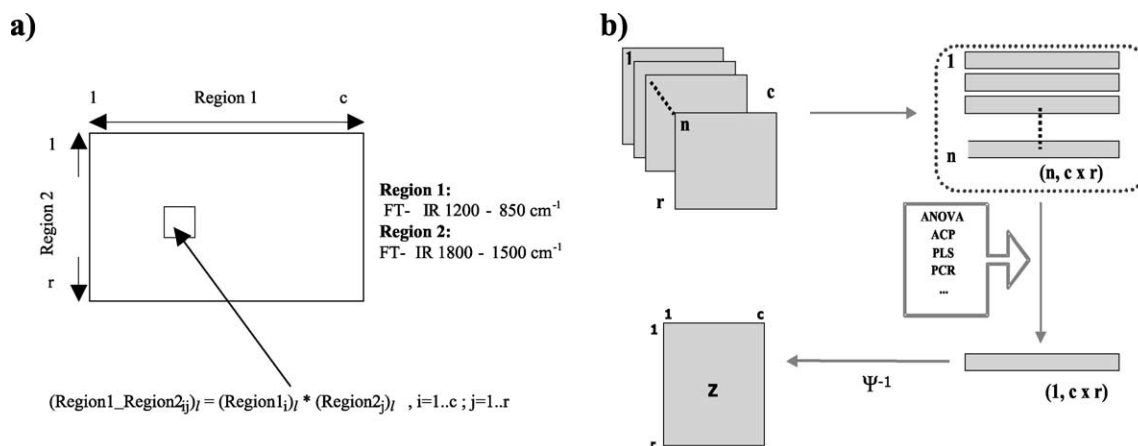 a)
1 Region 1 c
1
Region 2
r
Region 1:
FT- IR 1200 - 850 cm-1
Region 2:
FT- IR 1800 - 1500 cm-1
(Region1_Region2ij)l = (Region1i)l * (Region2j)l , i=1..c ; j=1..r
b)
1
c
n
r
1
n
(n, c x r)
ANOVA
ACP
PLS
PCR
...
1 c
1
z
r
Ψ-1
(1, c x r)